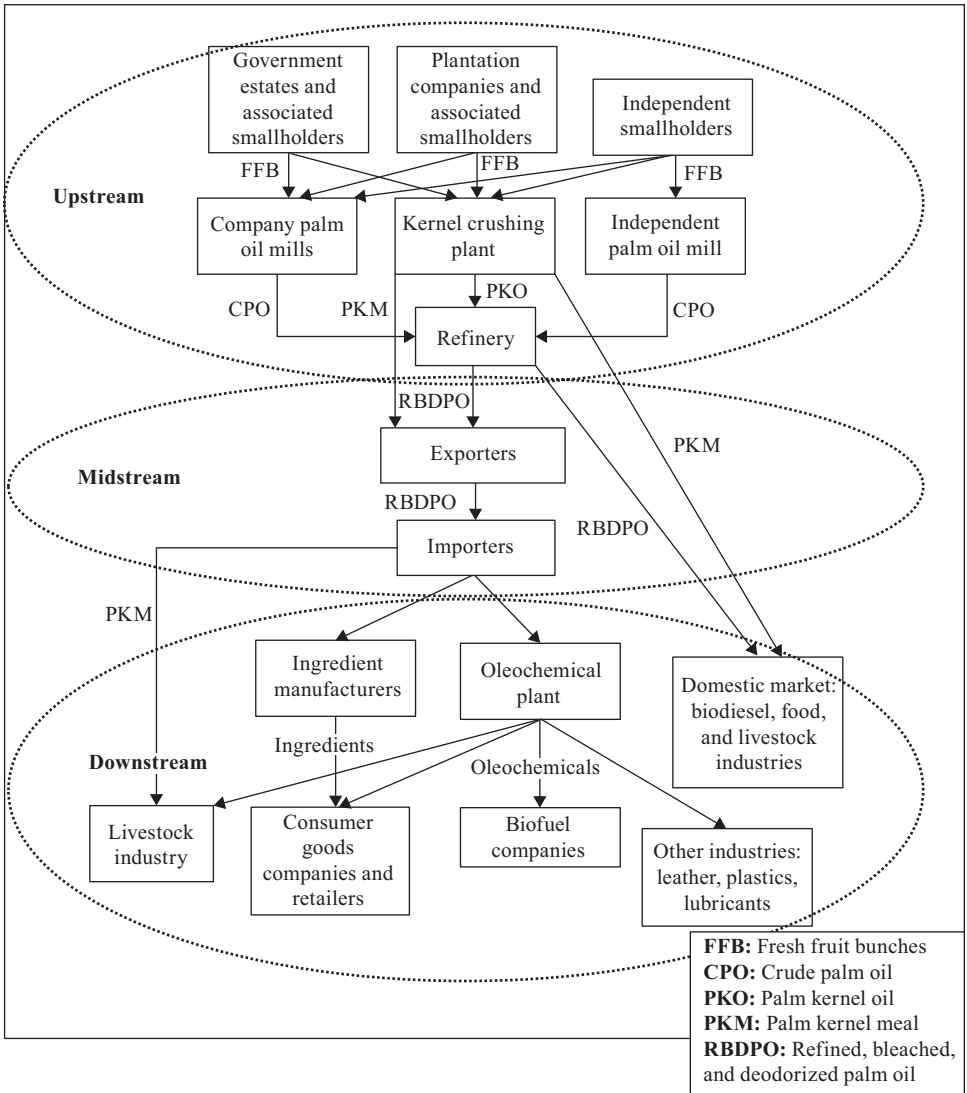 Government
estates and
associated
smallholders
Plantation
companies and
associated
smallholders
Independent
smallholders
FFB
FFB
FFB
Upstream
Company palm
oil mills
Kernel crushing
plant
Independent
palm oil mill
CPO
PKM
PKO
CPO
Refinery
RBDPO
Exporters
PKM
Midstream
RBDPO
RBDPO
Importers
PKM
Ingredient
manufacturers
Oleochemical
plant
Domestic market:
biodiesel, food,
and livestock
industries
Ingredients
Downstream
Oleochemicals
Livestock
industry
Consumer
goods
companies and
retailers
Biofuel
companies
Other industries:
leather, plastics,
lubricants
FFB: Fresh fruit bunches
CPO: Crude palm oil
PKO: Palm kernel oil
PKM: Palm kernel meal
RBDPO: Refined, bleached,
and deodorized palm oil